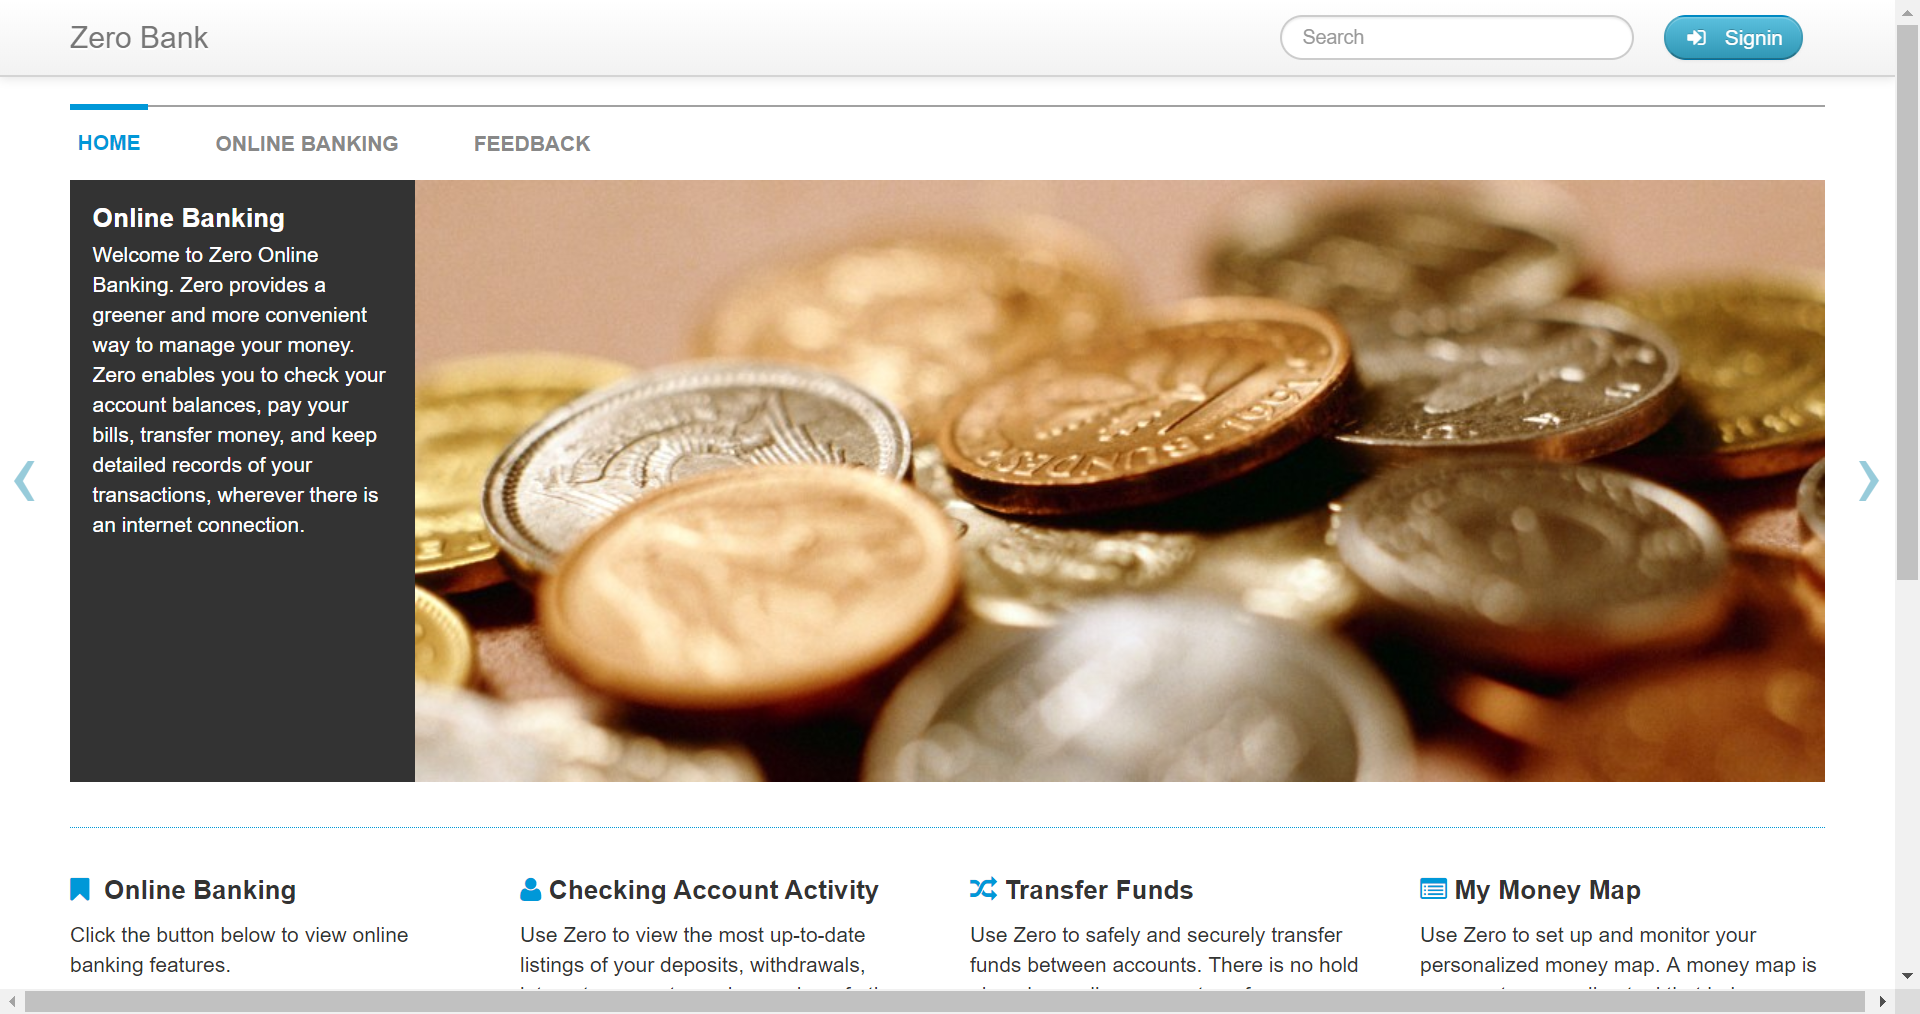 Zero Bank
Search
Signin
HOME
ONLINE BANKING
FEEDBACK
Online Banking
Welcome to Zero Online
Banking. Zero provides a
greener and more convenient
way to manage your money.
Zero enables you to check your
account balances, pay your
bills, transfer money, and keep
detailed records of your
transactions, wherever there is
an internet connection.
BUNDADS · 1991
Online Banking
Click the button below to view online
banking features.
Checking Account Activity
Use Zero to view the most up-to-date
listings of your deposits, withdrawals,
Transfer Funds
Use Zero to safely and securely transfer
funds between accounts. There is no hold
My Money Map
Use Zero to set up and monitor your
personalized money map. A money map is